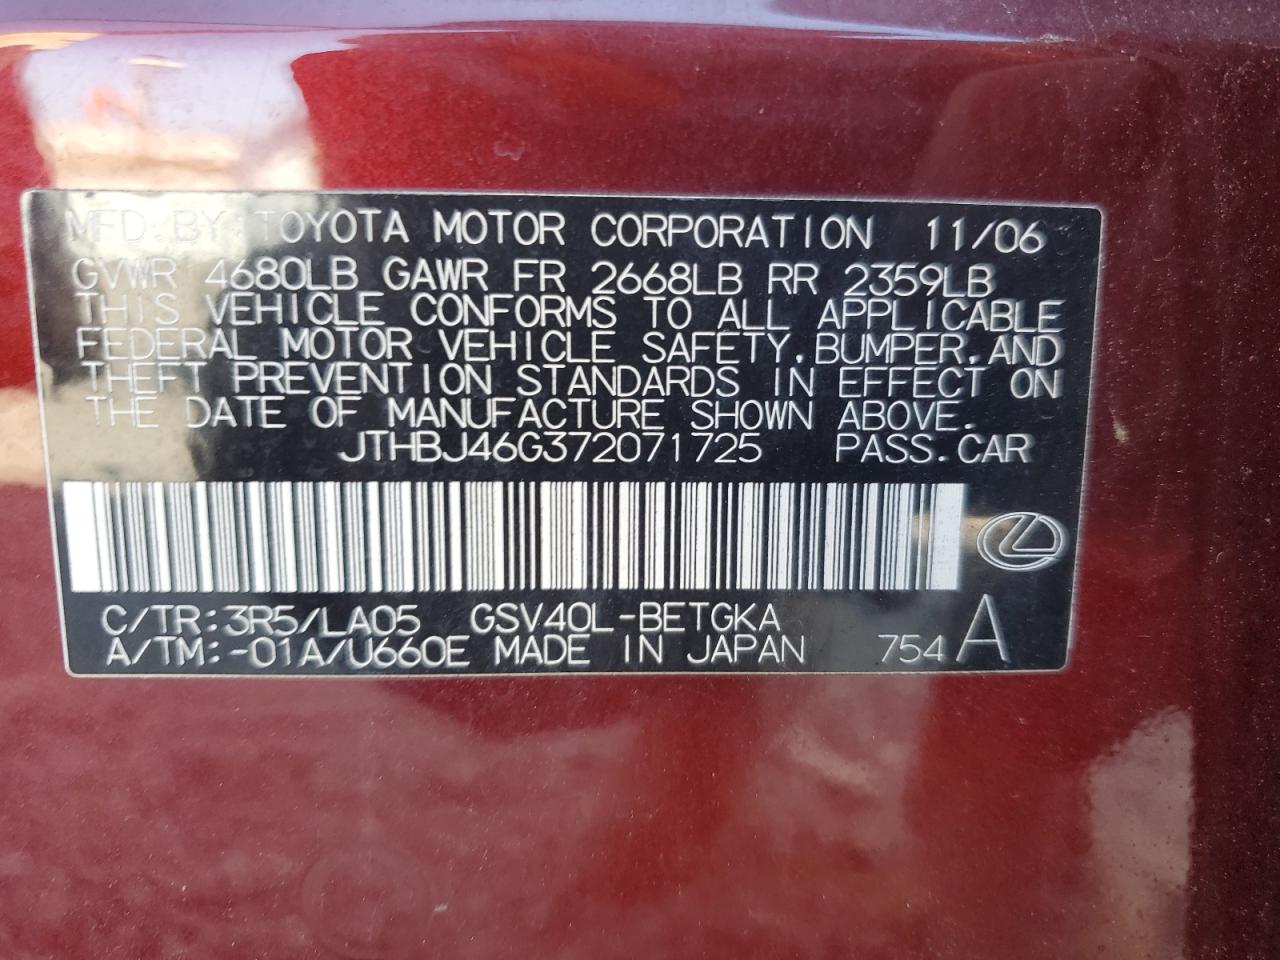 MFD. BY: TOYOTA MOTOR CORPORATION 11/06
GVWR 4680LB GAWR FR 2668LB RR 2359LB
THIS VEHICLE CONFORMS TO ALL APPLICABLE
FEDERAL MOTOR VEHICLE SAFETY, BUMPER, AND
THEFT PREVENTION STANDARDS IN EFFECT ON
THE DATE OF MANUFACTURE SHOWN ABOVE.
JTHBJ46G372071725 PASS. CAR
C/TR:3R5/LA05 GSV40L-BETGKA
A/TM:-01A/U660E MADE IN JAPAN 754 A